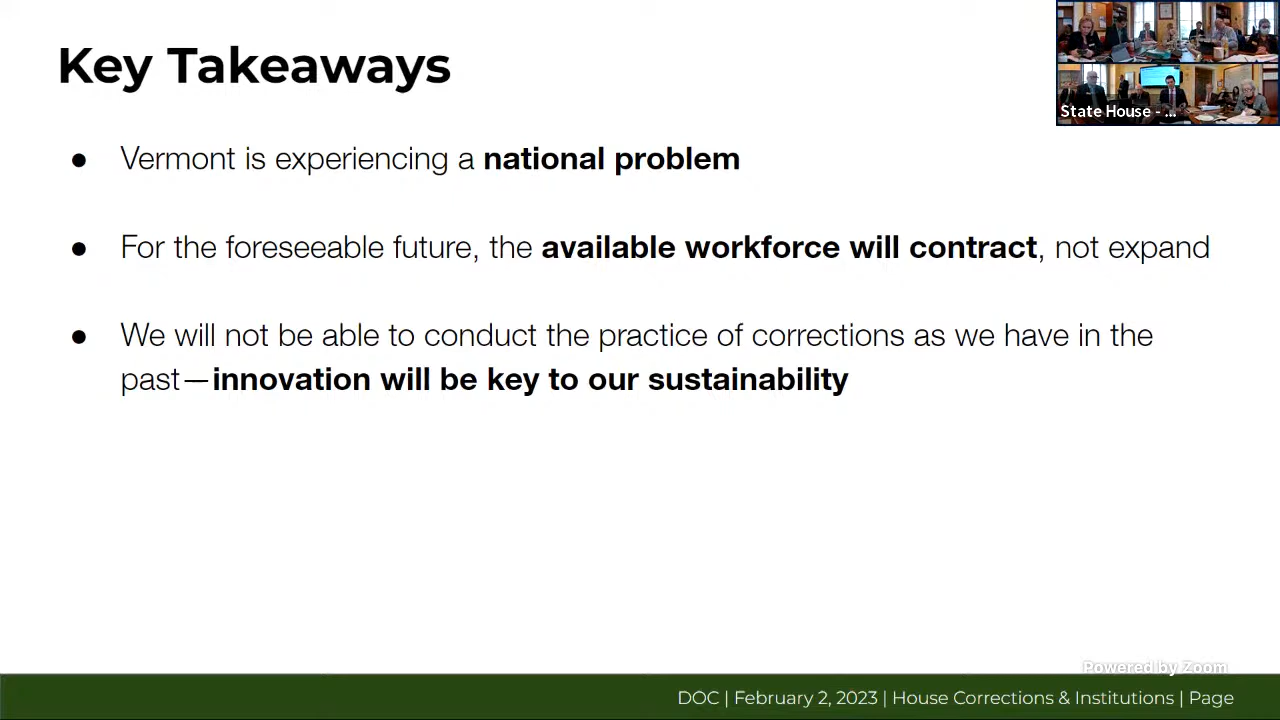 Key Takeaways
State House - ...
● Vermont is experiencing a national problem
● For the foreseeable future, the available workforce will contract, not expand
● We will not be able to conduct the practice of corrections as we have in the
past—innovation will be key to our sustainability
Powered by Zoom
DOC | February 2, 2023 | House Corrections & Institutions | Page